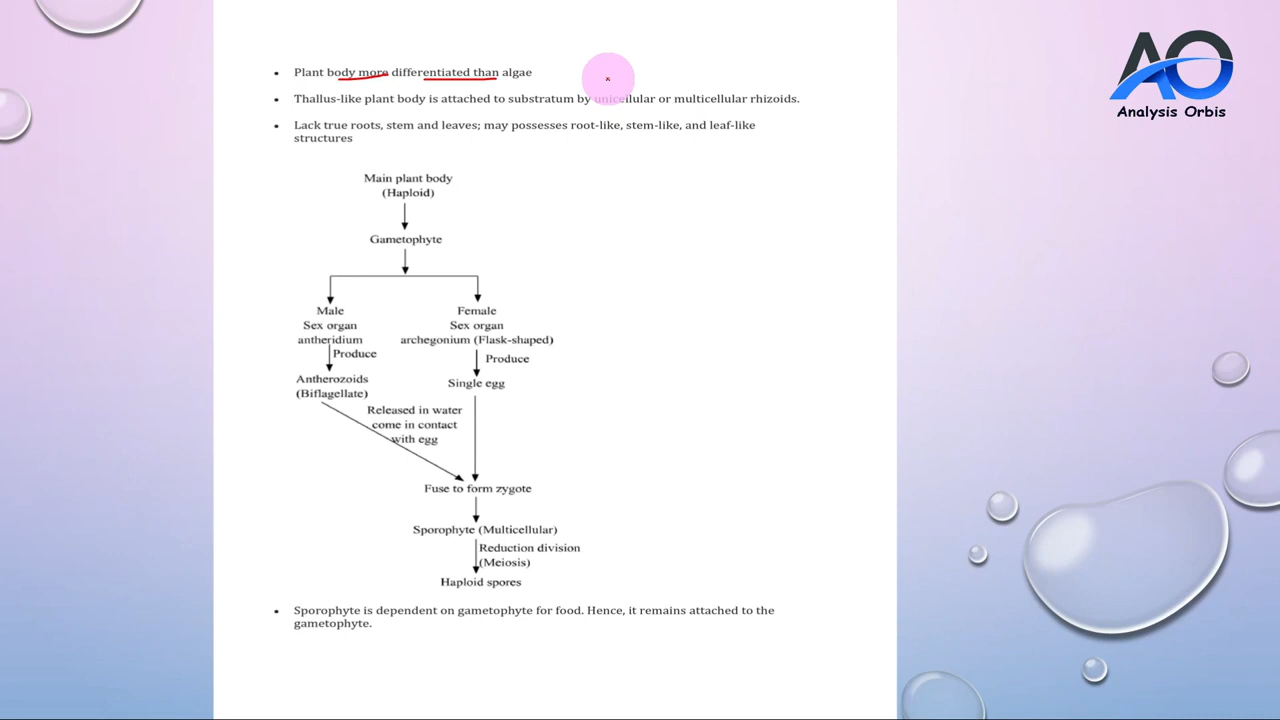 AO
Analysis Orbis
• Plant body more differentiated than algae
• Thallus-like plant body is attached to substratum by unicellular or multicellular rhizoids.
• Lack true roots, stem and leaves; may possesses root-like, stem-like, and leaf-like
structures
Main plant body
(Haploid)
Gametophyte
Male
Sex organ
antheridium
Produce
Antherozoids
(Biflagellate)
Female
Sex organ
archegonium (Flask-shaped)
Produce
Single egg
Released in water
come in contact
with egg
Fuse to form zygote
Sporophyte (Multicellular)
Reduction division
(Meiosis)
Haploid spores
• Sporophyte is dependent on gametophyte for food. Hence, it remains attached to the
gametophyte.